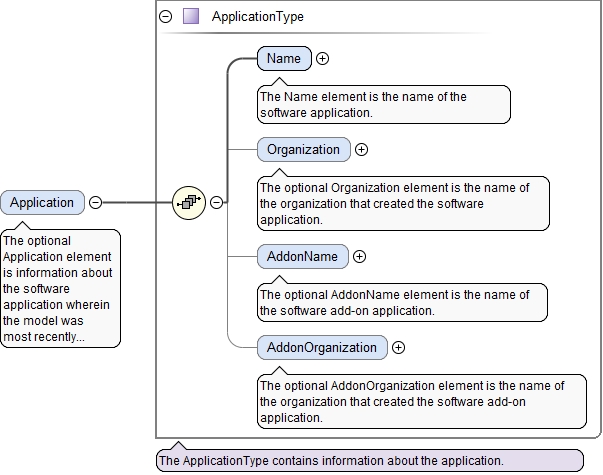 ApplicationType
Name
The Name element is the name of the
software application.
Organization
The optional Organization element is the name of
the organization that created the software
application.
Application
The optional
Application element
is information about
the software
application wherein
the model was
most recently...
AddonName
The optional AddonName element is the name of
the software add-on application.
AddonOrganization
The optional AddonOrganization element is the name of
the organization that created the software add-on
application.
The ApplicationType contains information about the application.